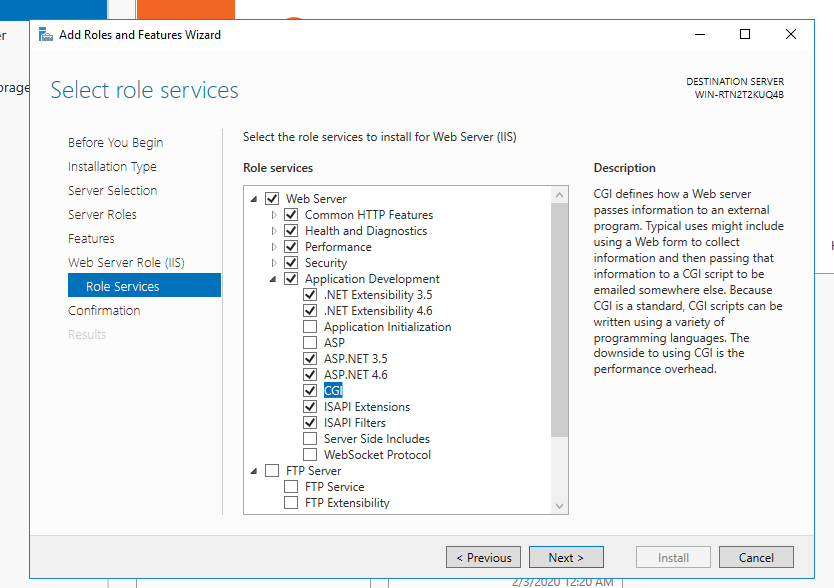 er
orage
Add Roles and Features Wizard
Select role services
DESTINATION SERVER
WIN-RTN2T2KUQ4B
Before You Begin
Installation Type
Server Selection
Server Roles
Features
Web Server Role (IIS)
Role Services
Confirmation
Results
Select the role services to install for Web Server (IIS)
Role services
Web Server
Common HTTP Features
Health and Diagnostics
Performance
Security
Application Development
.NET Extensibility 3.5
.NET Extensibility 4.6
Application Initialization
ASP
ASP.NET 3.5
ASP.NET 4.6
CGI
ISAPI Extensions
ISAPI Filters
Server Side Includes
WebSocket Protocol
FTP Server
FTP Service
FTP Extensibility
Description
CGI defines how a Web server
passes information to an external
program. Typical uses might include
using a Web form to collect
information and then passing that
information to a CGI script to be
emailed somewhere else. Because
CGI is a standard, CGI scripts can be
written using a variety of
programming languages. The
downside to using CGI is the
performance overhead.
< Previous
Next >
Install
Cancel
2/3/2020 12:20 AM